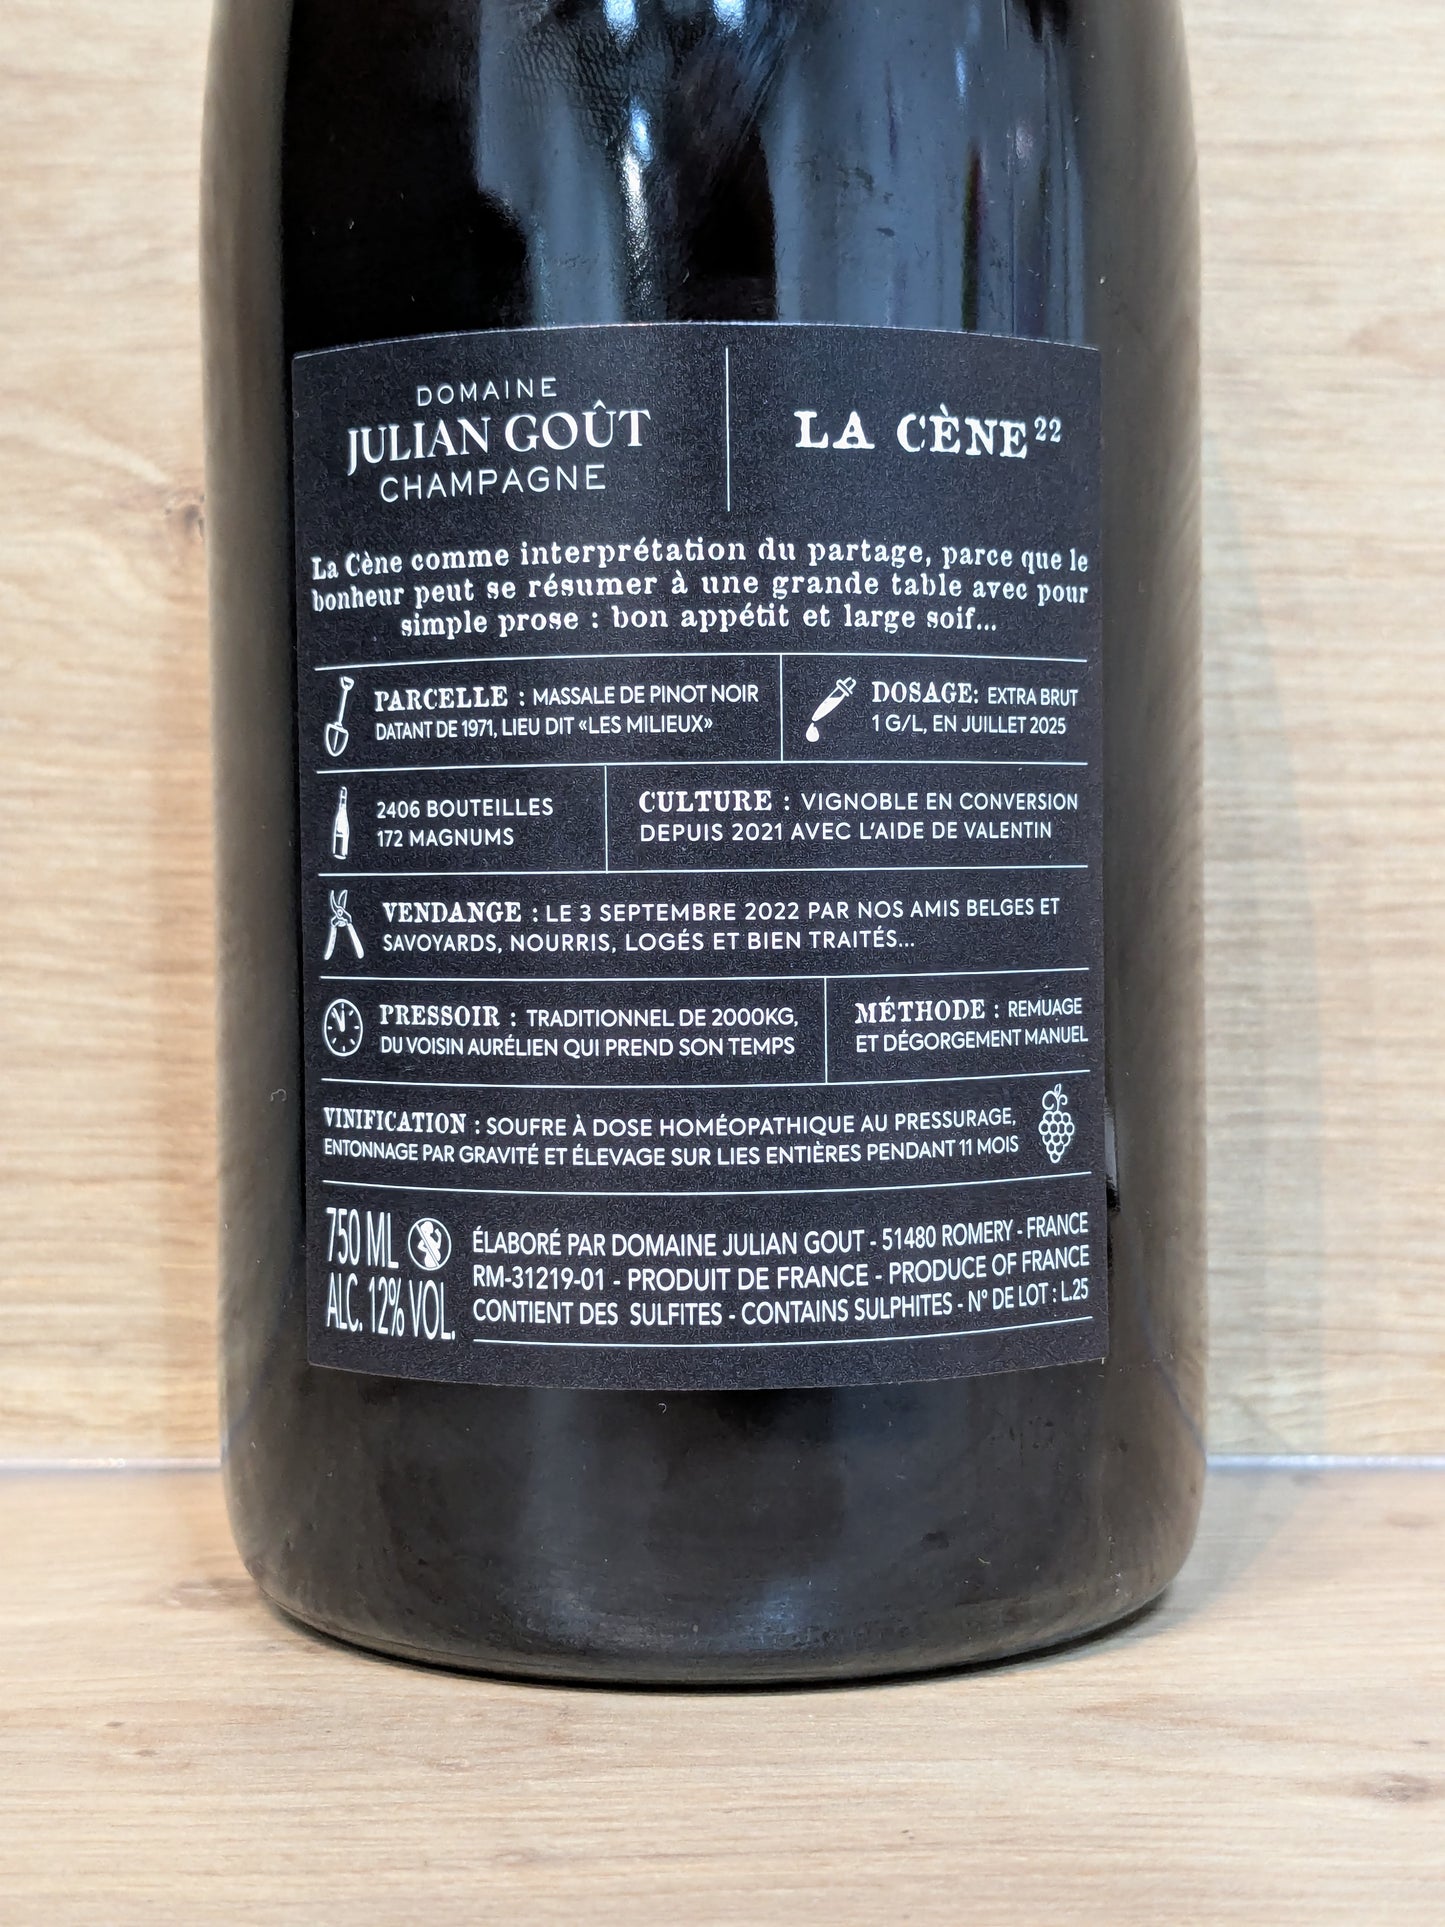 DOMAINE
JULIAN GOÛT
CHAMPAGNE
LA CÈNE 22
La Cène comme interprétation du partage, parce que le
bonheur peut se résumer à une grande table avec pour
simple prose : bon appétit et large soif...
PARCELLE : MASSALE DE PINOT NOIR
DATANT DE 1971, LIEU DIT «LES MILIEUX»
DOSAGE: EXTRA BRUT
1 G/L, EN JUILLET 2025
2406 BOUTEILLES
172 MAGNUMS
CULTURE : VIGNOBLE EN CONVERSION
DEPUIS 2021 AVEC L'AIDE DE VALENTIN
VENDANGE : LE 3 SEPTEMBRE 2022 PAR NOS AMIS BELGES ET
SAVOYARDS, NOURRIS, LOGÉS ET BIEN TRAITÉS...
PRESSOIR : TRADITIONNEL DE 2000KG,
DU VOISIN AURÉLIEN QUI PREND SON TEMPS
MÉTHODE : REMUAGE
ET DÉGORGEMENT MANUEL
VINIFICATION : SOUFRE À DOSE HOMÉOPATHIQUE AU PRESSURAGE,
ENTONNAGE PAR GRAVITÉ ET ÉLEVAGE SUR LIES ENTIÈRES PENDANT 11 MOIS
750 ML
ALC. 12% VOL.
ÉLABORÉ PAR DOMAINE JULIAN GOUT - 51480 ROMERY - FRANCE
RM-31219-01 - PRODUIT DE FRANCE - PRODUCE OF FRANCE
CONTIENT DES SULFITES - CONTAINS SULPHITES - N° DE LOT : L.25